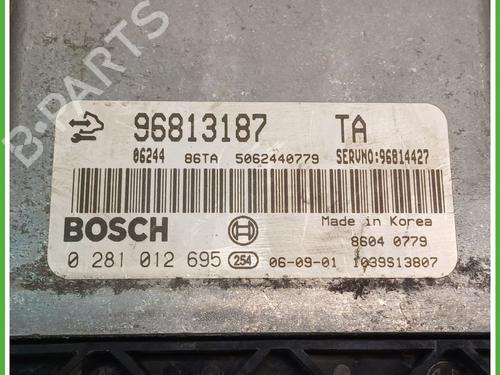 B-PARTS
96813187 TA
06244 86TA 5062440779 SERVNO:96814427
BOSCH
Made in Korea
8604 0779
0 281 012 695 254 06-09-01 1039S13807